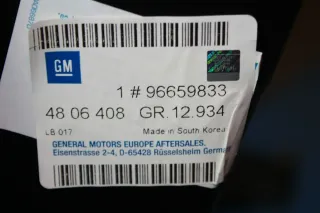 GM
1 # 96659833
48 06 408 GR.12.934
LB 017 Made in South Korea
GENERAL MOTORS EUROPE AFTERSALES.
Eisenstrasse 2-4, D-65428 Rüsselsheim German